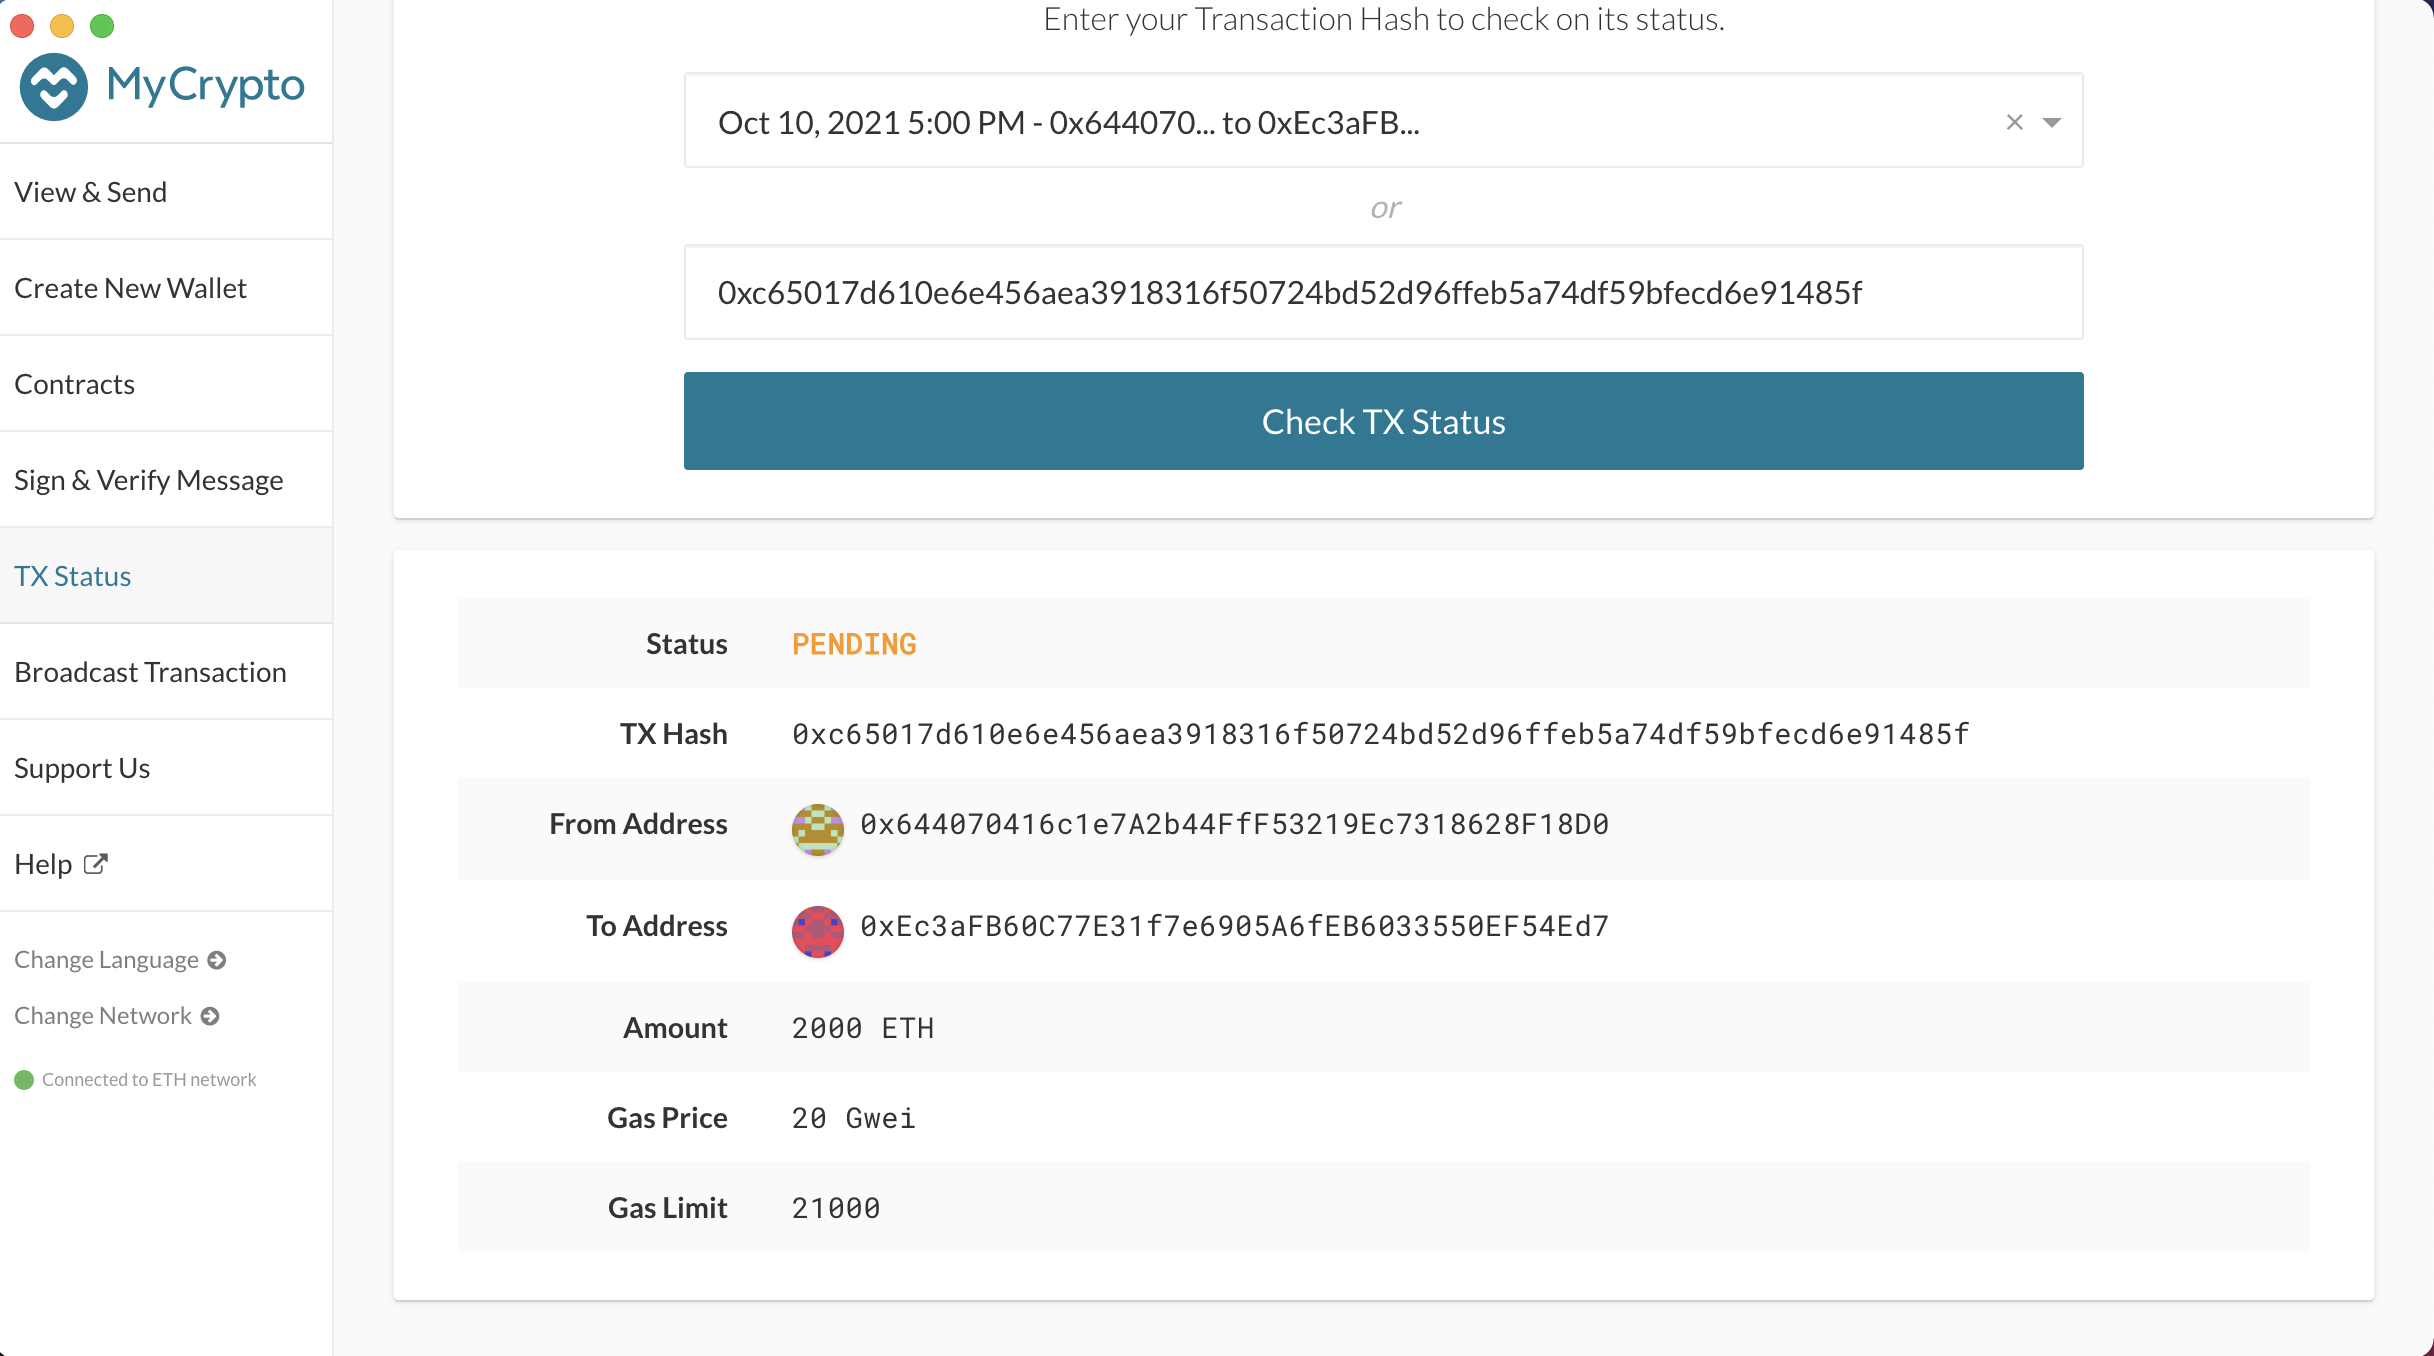 MyCrypto
View & Send
Create New Wallet
Contracts
Sign & Verify Message
TX Status
Broadcast Transaction
Support Us
Help
Change Language
Change Network
Connected to ETH network
Enter your Transaction Hash to check on its status.
Oct 10, 2021 5:00 PM - 0x644070... to 0xEc3aFB...
or
0xc65017d610e6e456aea3918316f50724bd52d96ffeb5a74df59bfecd6e91485f
Check TX Status
Status PENDING
TX Hash 0xc65017d610e6e456aea3918316f50724bd52d96ffeb5a74df59bfecd6e91485f
From Address 0x644070416c1e7A2b44FfF53219Ec7318628F18D0
To Address 0xEc3aFB60C77E31f7e6905A6fEB6033550EF54Ed7
Amount 2000 ETH
Gas Price 20 Gwei
Gas Limit 21000